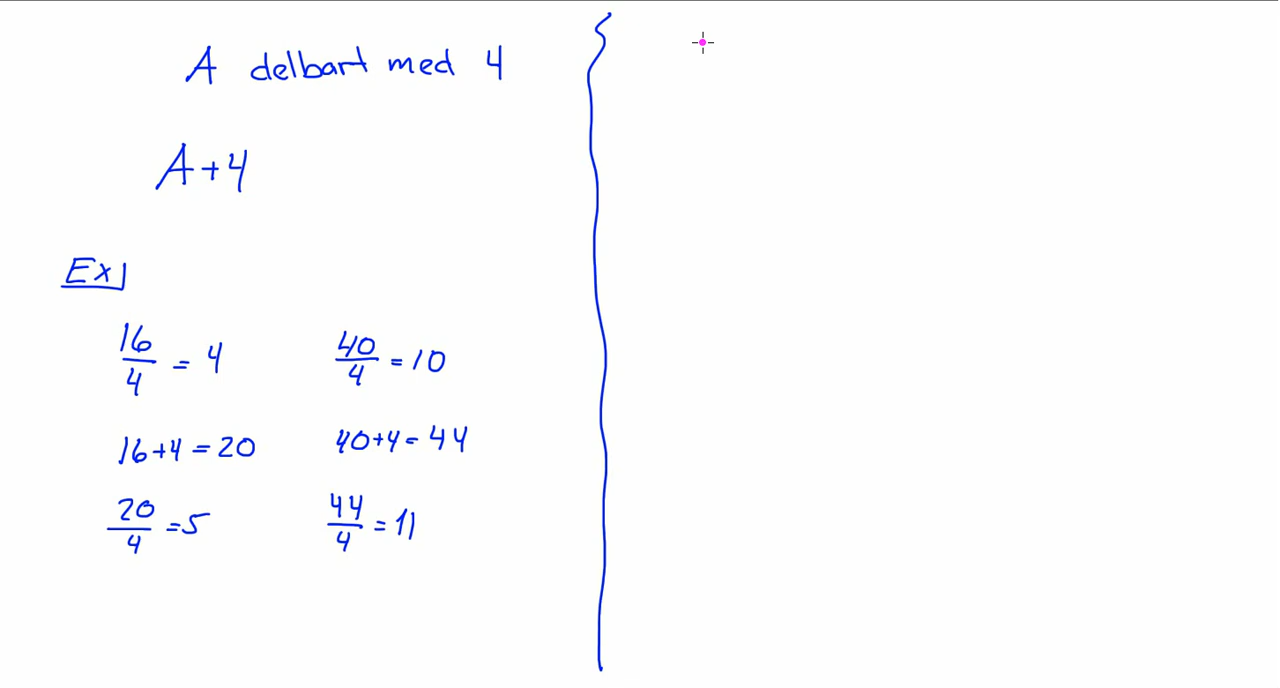 A delbart med 4
A+4
Ex)
16/4 = 4
40/4 = 10
16+4 = 20
40+4 = 44
20/4 = 5
44/4 = 11